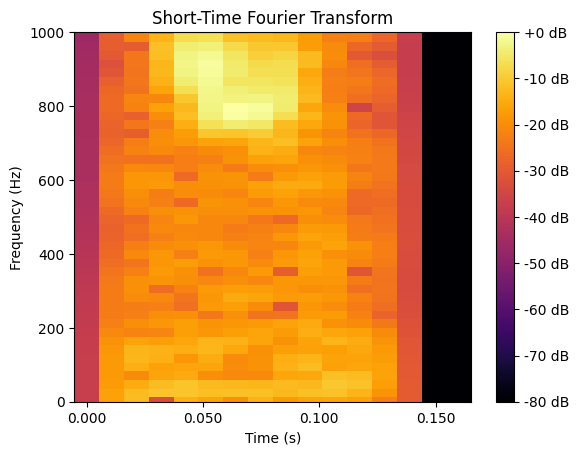 Short-Time Fourier Transform
1000
800
600
400
200
0
Frequency (Hz)
0.000
0.050
0.100
0.150
Time (s)
+0 dB
-10 dB
-20 dB
-30 dB
-40 dB
-50 dB
-60 dB
-70 dB
-80 dB